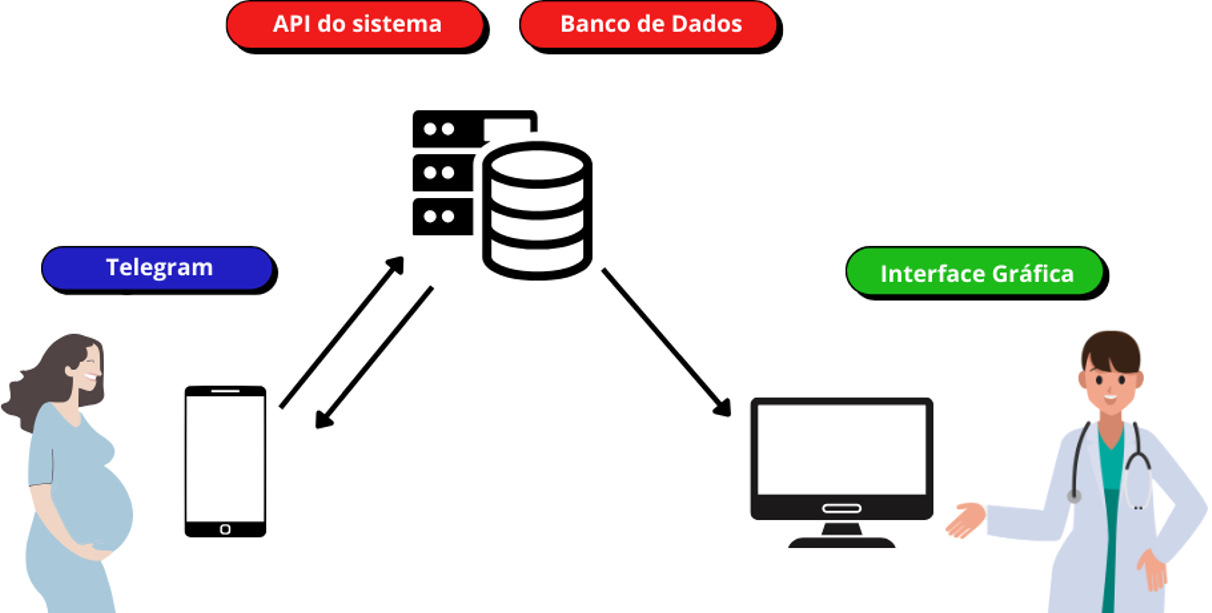 API do sistema
Banco de Dados
Telegram
Interface Gráfica